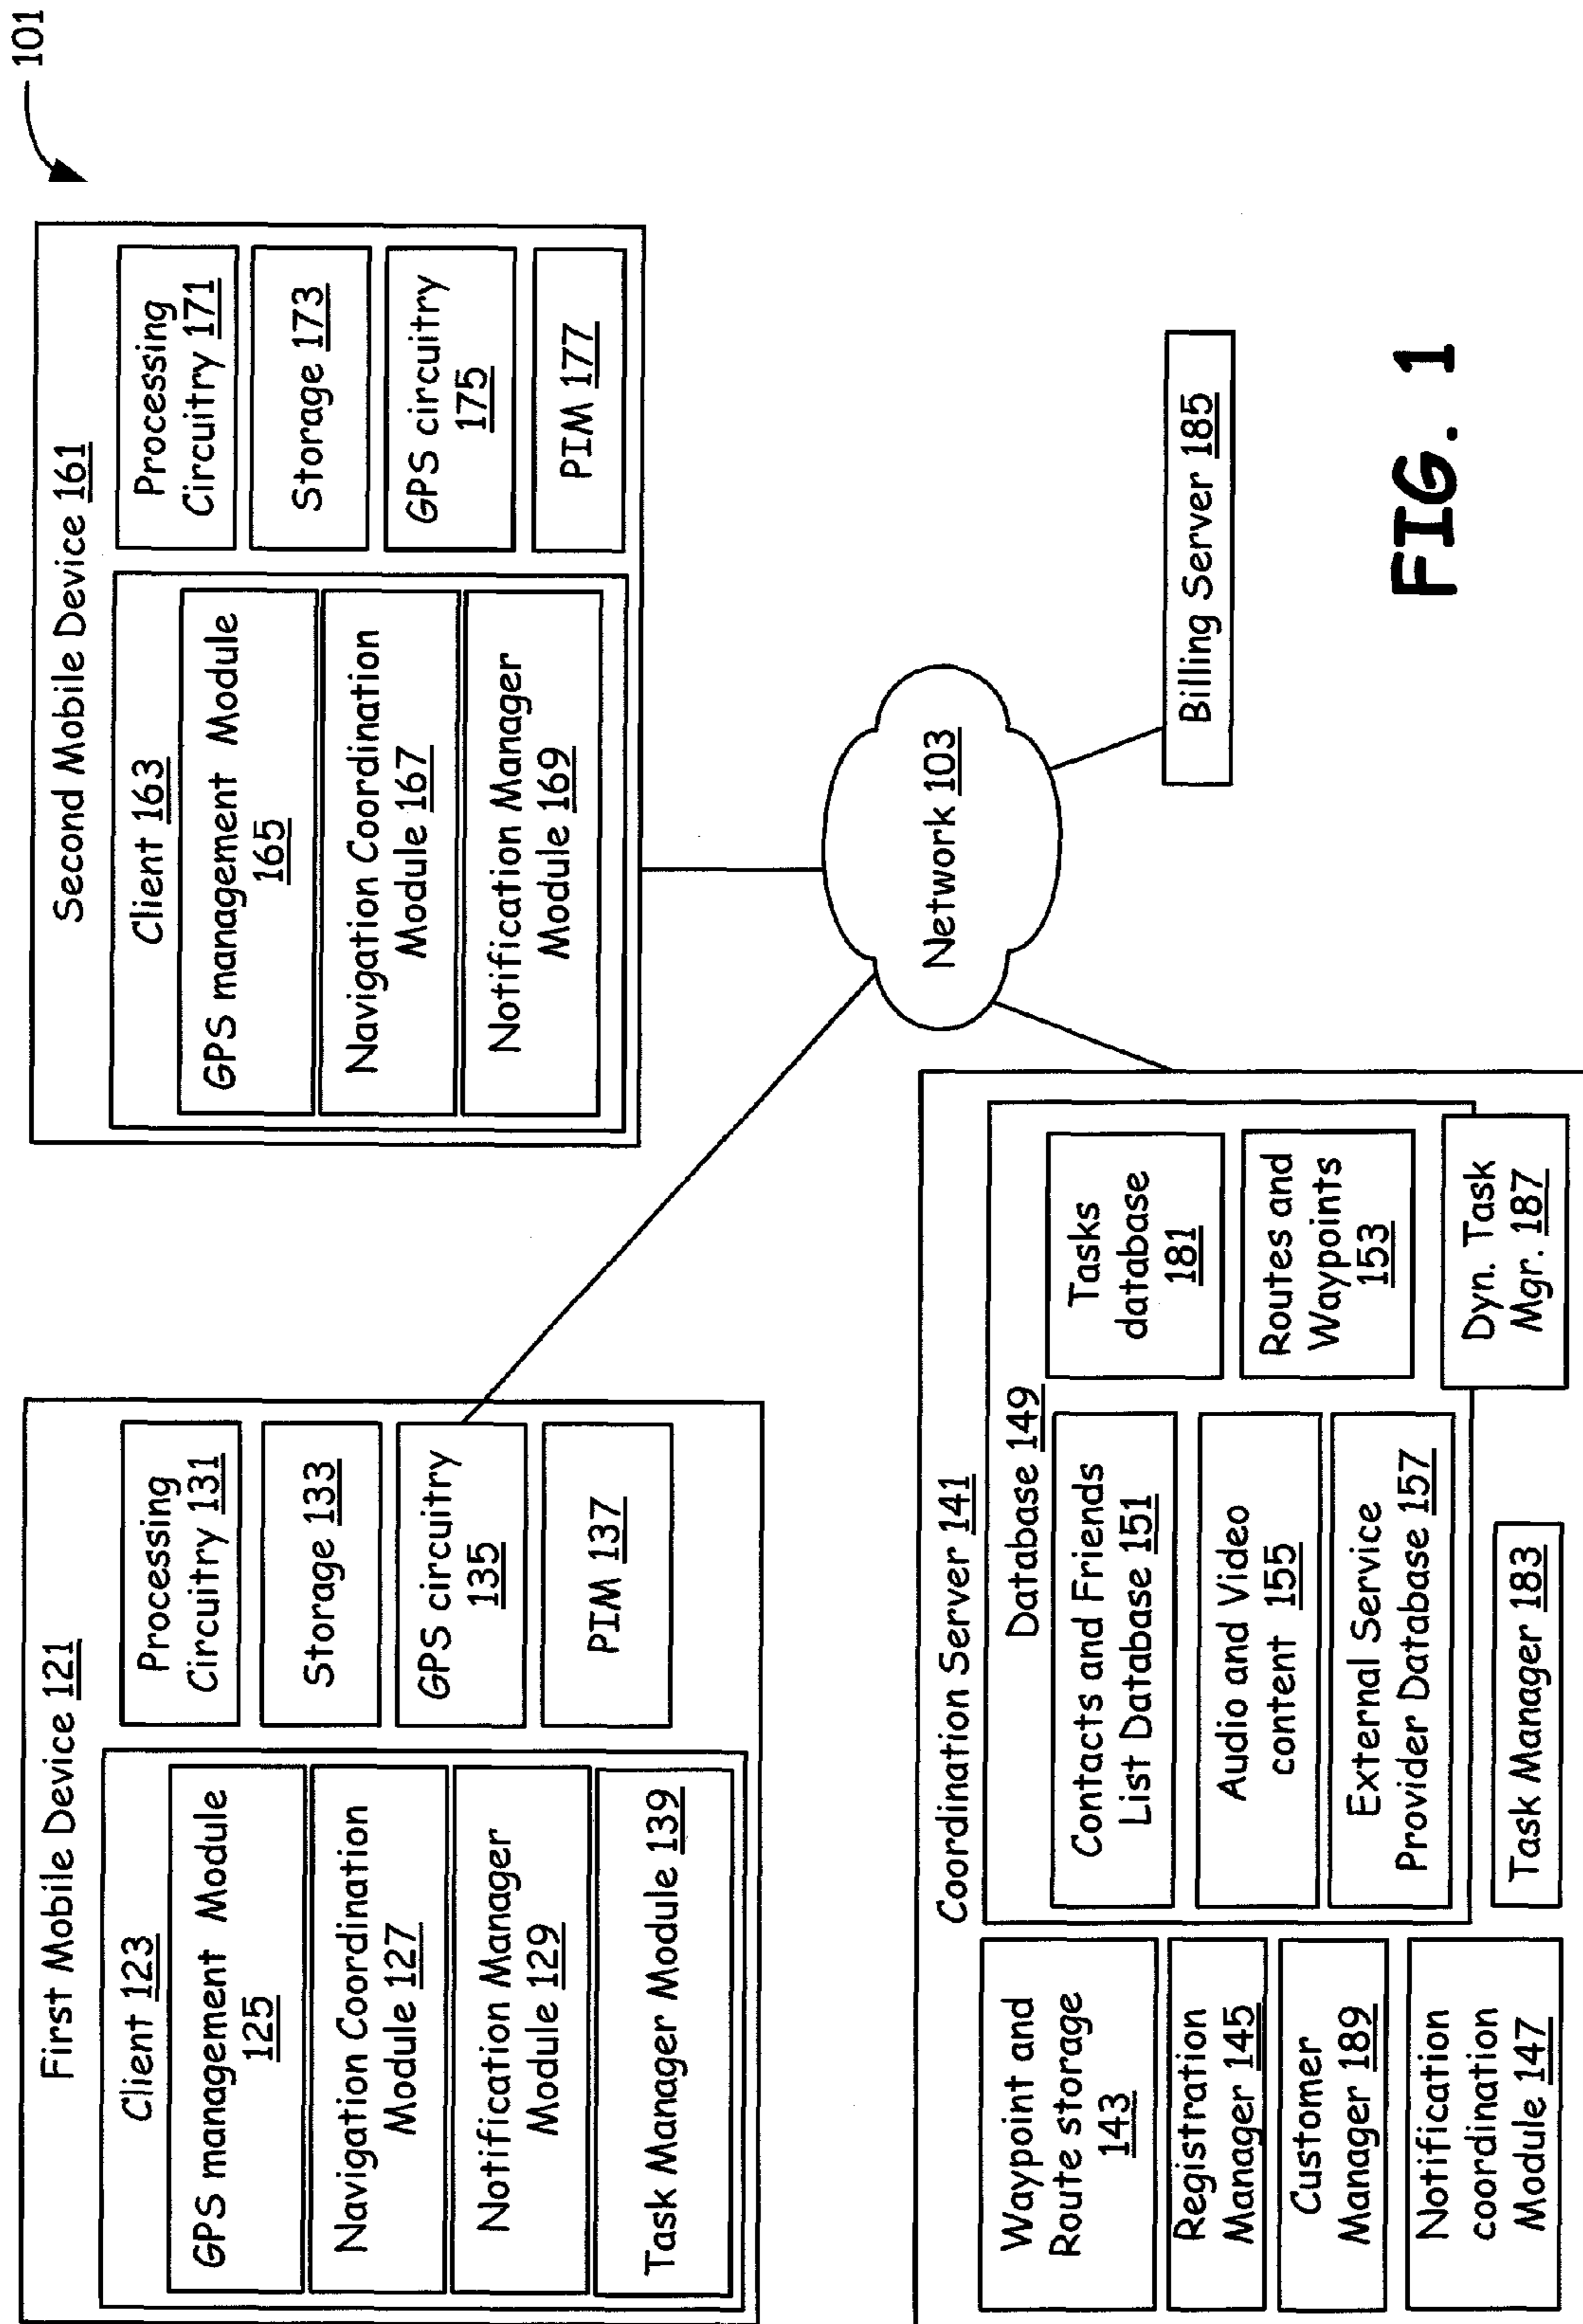 101
First Mobile Device 121
Client 123
GPS management Module
125
Navigation Coordination
Module 127
Notification Manager
Module 129
Task Manager Module 139
Processing
Circuitry 131
Storage 133
GPS circuitry
135
PIM 137
Second Mobile Device 161
Client 163
GPS management Module
165
Navigation Coordination
Module 167
Notification Manager
Module 169
Processing
Circuitry 171
Storage 173
GPS circuitry
175
PIM 177
Network 103
Billing Server 185
Coordination Server 141
Waypoint and
Route storage
143
Registration
Manager 145
Customer
Manager 189
Notification
coordination
Module 147
Database 149
Contacts and Friends
List Database 151
Audio and Video
content 155
External Service
Provider Database 157
Tasks
database
181
Routes and
Waypoints
153
Task Manager 183
Dyn. Task
Mgr. 187
FIG. 1